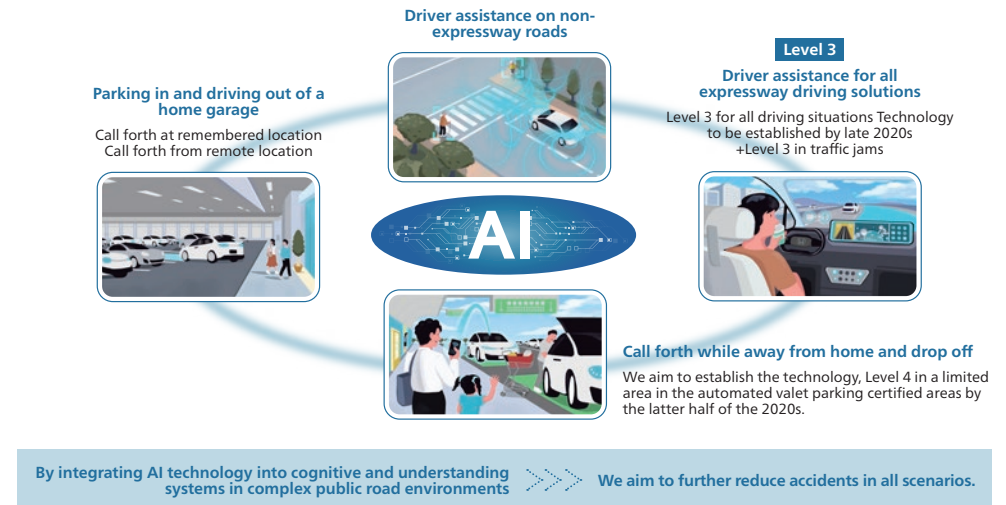 Driver assistance on non-
expressway roads
Level 3
Driver assistance for all
expressway driving solutions
Level 3 for all driving situations Technology
to be established by late 2020s
+Level 3 in traffic jams
Parking in and driving out of a
home garage
Call forth at remembered location
Call forth from remote location
AI
Call forth while away from home and drop off
We aim to establish the technology, Level 4 in a limited
area in the automated valet parking certified areas by
the latter half of the 2020s.
By integrating AI technology into cognitive and understanding
systems in complex public road environments
We aim to further reduce accidents in all scenarios.